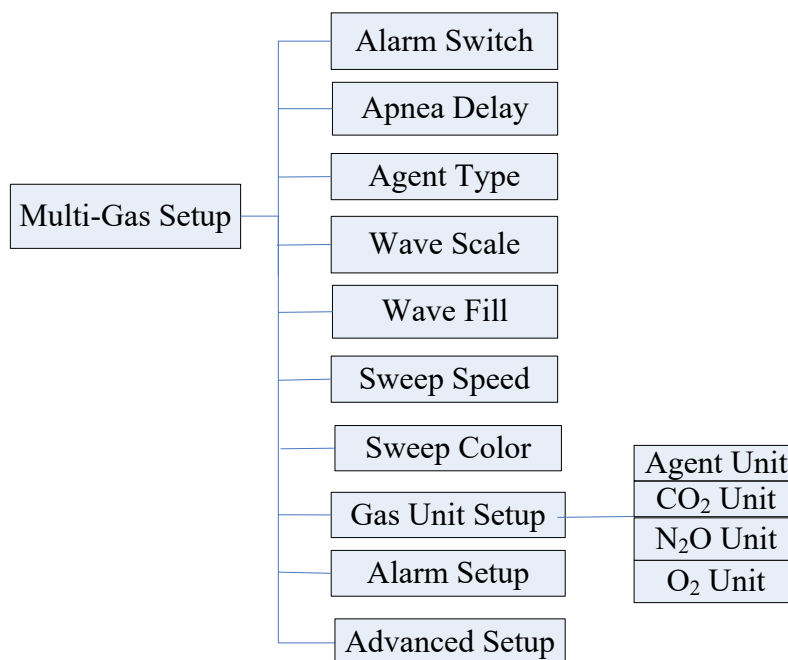 Multi-Gas Setup
Alarm Switch
Apnea Delay
Agent Type
Wave Scale
Wave Fill
Sweep Speed
Sweep Color
Gas Unit Setup
Alarm Setup
Advanced Setup
Agent Unit
CO₂ Unit
N₂O Unit
O₂ Unit